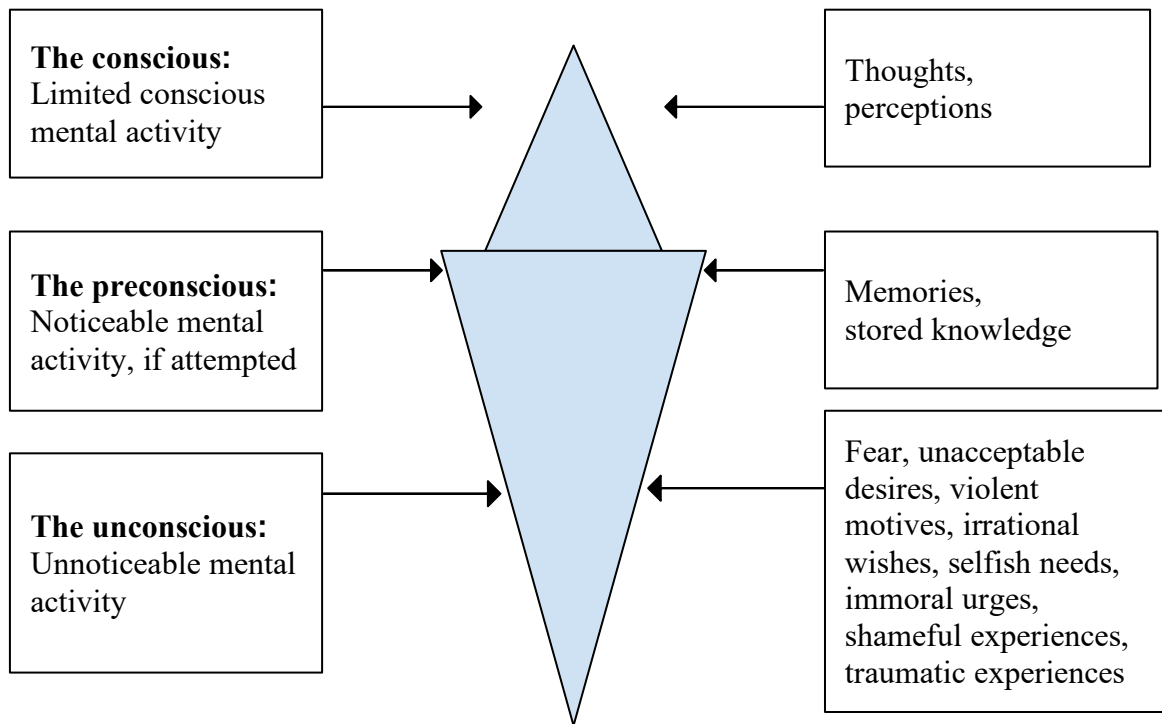 The conscious:
Limited conscious
mental activity
Thoughts,
perceptions
The preconscious:
Noticeable mental
activity, if attempted
Memories,
stored knowledge
The unconscious:
Unnoticeable mental
activity
Fear, unacceptable
desires, violent
motives, irrational
wishes, selfish needs,
immoral urges,
shameful experiences,
traumatic experiences